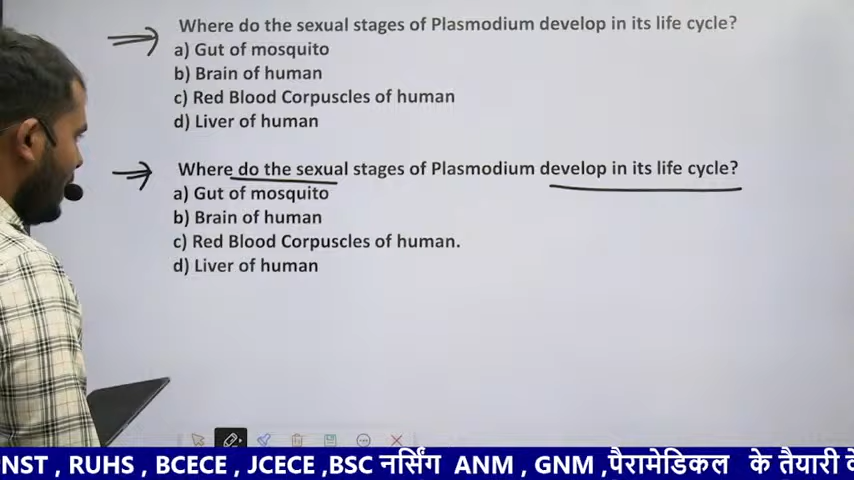 Where do the sexual stages of Plasmodium develop in its life cycle?
a) Gut of mosquito
b) Brain of human
c) Red Blood Corpuscles of human
d) Liver of human
Where do the sexual stages of Plasmodium develop in its life cycle?
a) Gut of mosquito
b) Brain of human
c) Red Blood Corpuscles of human.
d) Liver of human
NST , RUHS , BCECE , JCECE ,BSC नर्सिंग ANM , GNM ,पैरामेडिकल के तैयारी